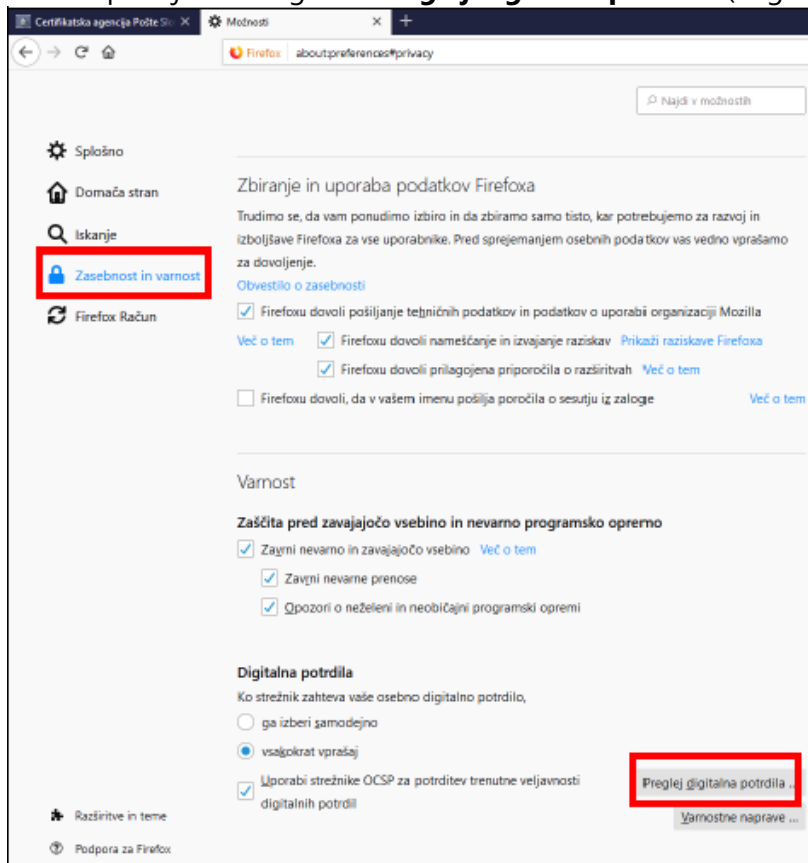 Certifikatska agencija Pošte Slo
Možnosti
Firefox about:preferences#privacy
Najdi v možnostih
Splošno
Domača stran
Iskanje
Zasebnost in varnost
Firefox Račun
Zbiranje in uporaba podatkov Firefoxa
Trudimo se, da vam ponudimo izbiro in da zbiramo samo tisto, kar potrebujemo za razvoj in
izboljšave Firefoxa za vse uporabnike. Pred sprejemanjem osebnih podatkov vas vedno vprašamo
za dovoljenje.
Obvestilo o zasebnosti
Firefoxu dovoli pošiljanje tehničnih podatkov in podatkov o uporabi organizaciji Mozilla
Več o tem Firefoxu dovoli nameščanje in izvajanje raziskav Prikaži raziskave Firefoxa
Firefoxu dovoli prilagojena priporočila o razširitvah Več o tem
Firefoxu dovoli, da v vašem imenu pošilja poročila o sesutju iz zaloge Več o tem
Varnost
Zaščita pred zavajajočo vsebino in nevarno programsko opremo
Zavrni nevarno in zavajajočo vsebino Več o tem
Zavrni nevarne prenose
Opozori o neželeni in neobičajni programski opremi
Digitalna potrdila
Ko strežnik zahteva vaše osebno digitalno potrdilo,
ga izberi samodejno
vsakokrat vprašaj
Uporabi strežnike OCSP za potrditev trenutne veljavnosti
digitalnih potrdil
Preglej digitalna potrdila ...
Varnostne naprave ...
Razširitve in teme
Podpora za Firefox